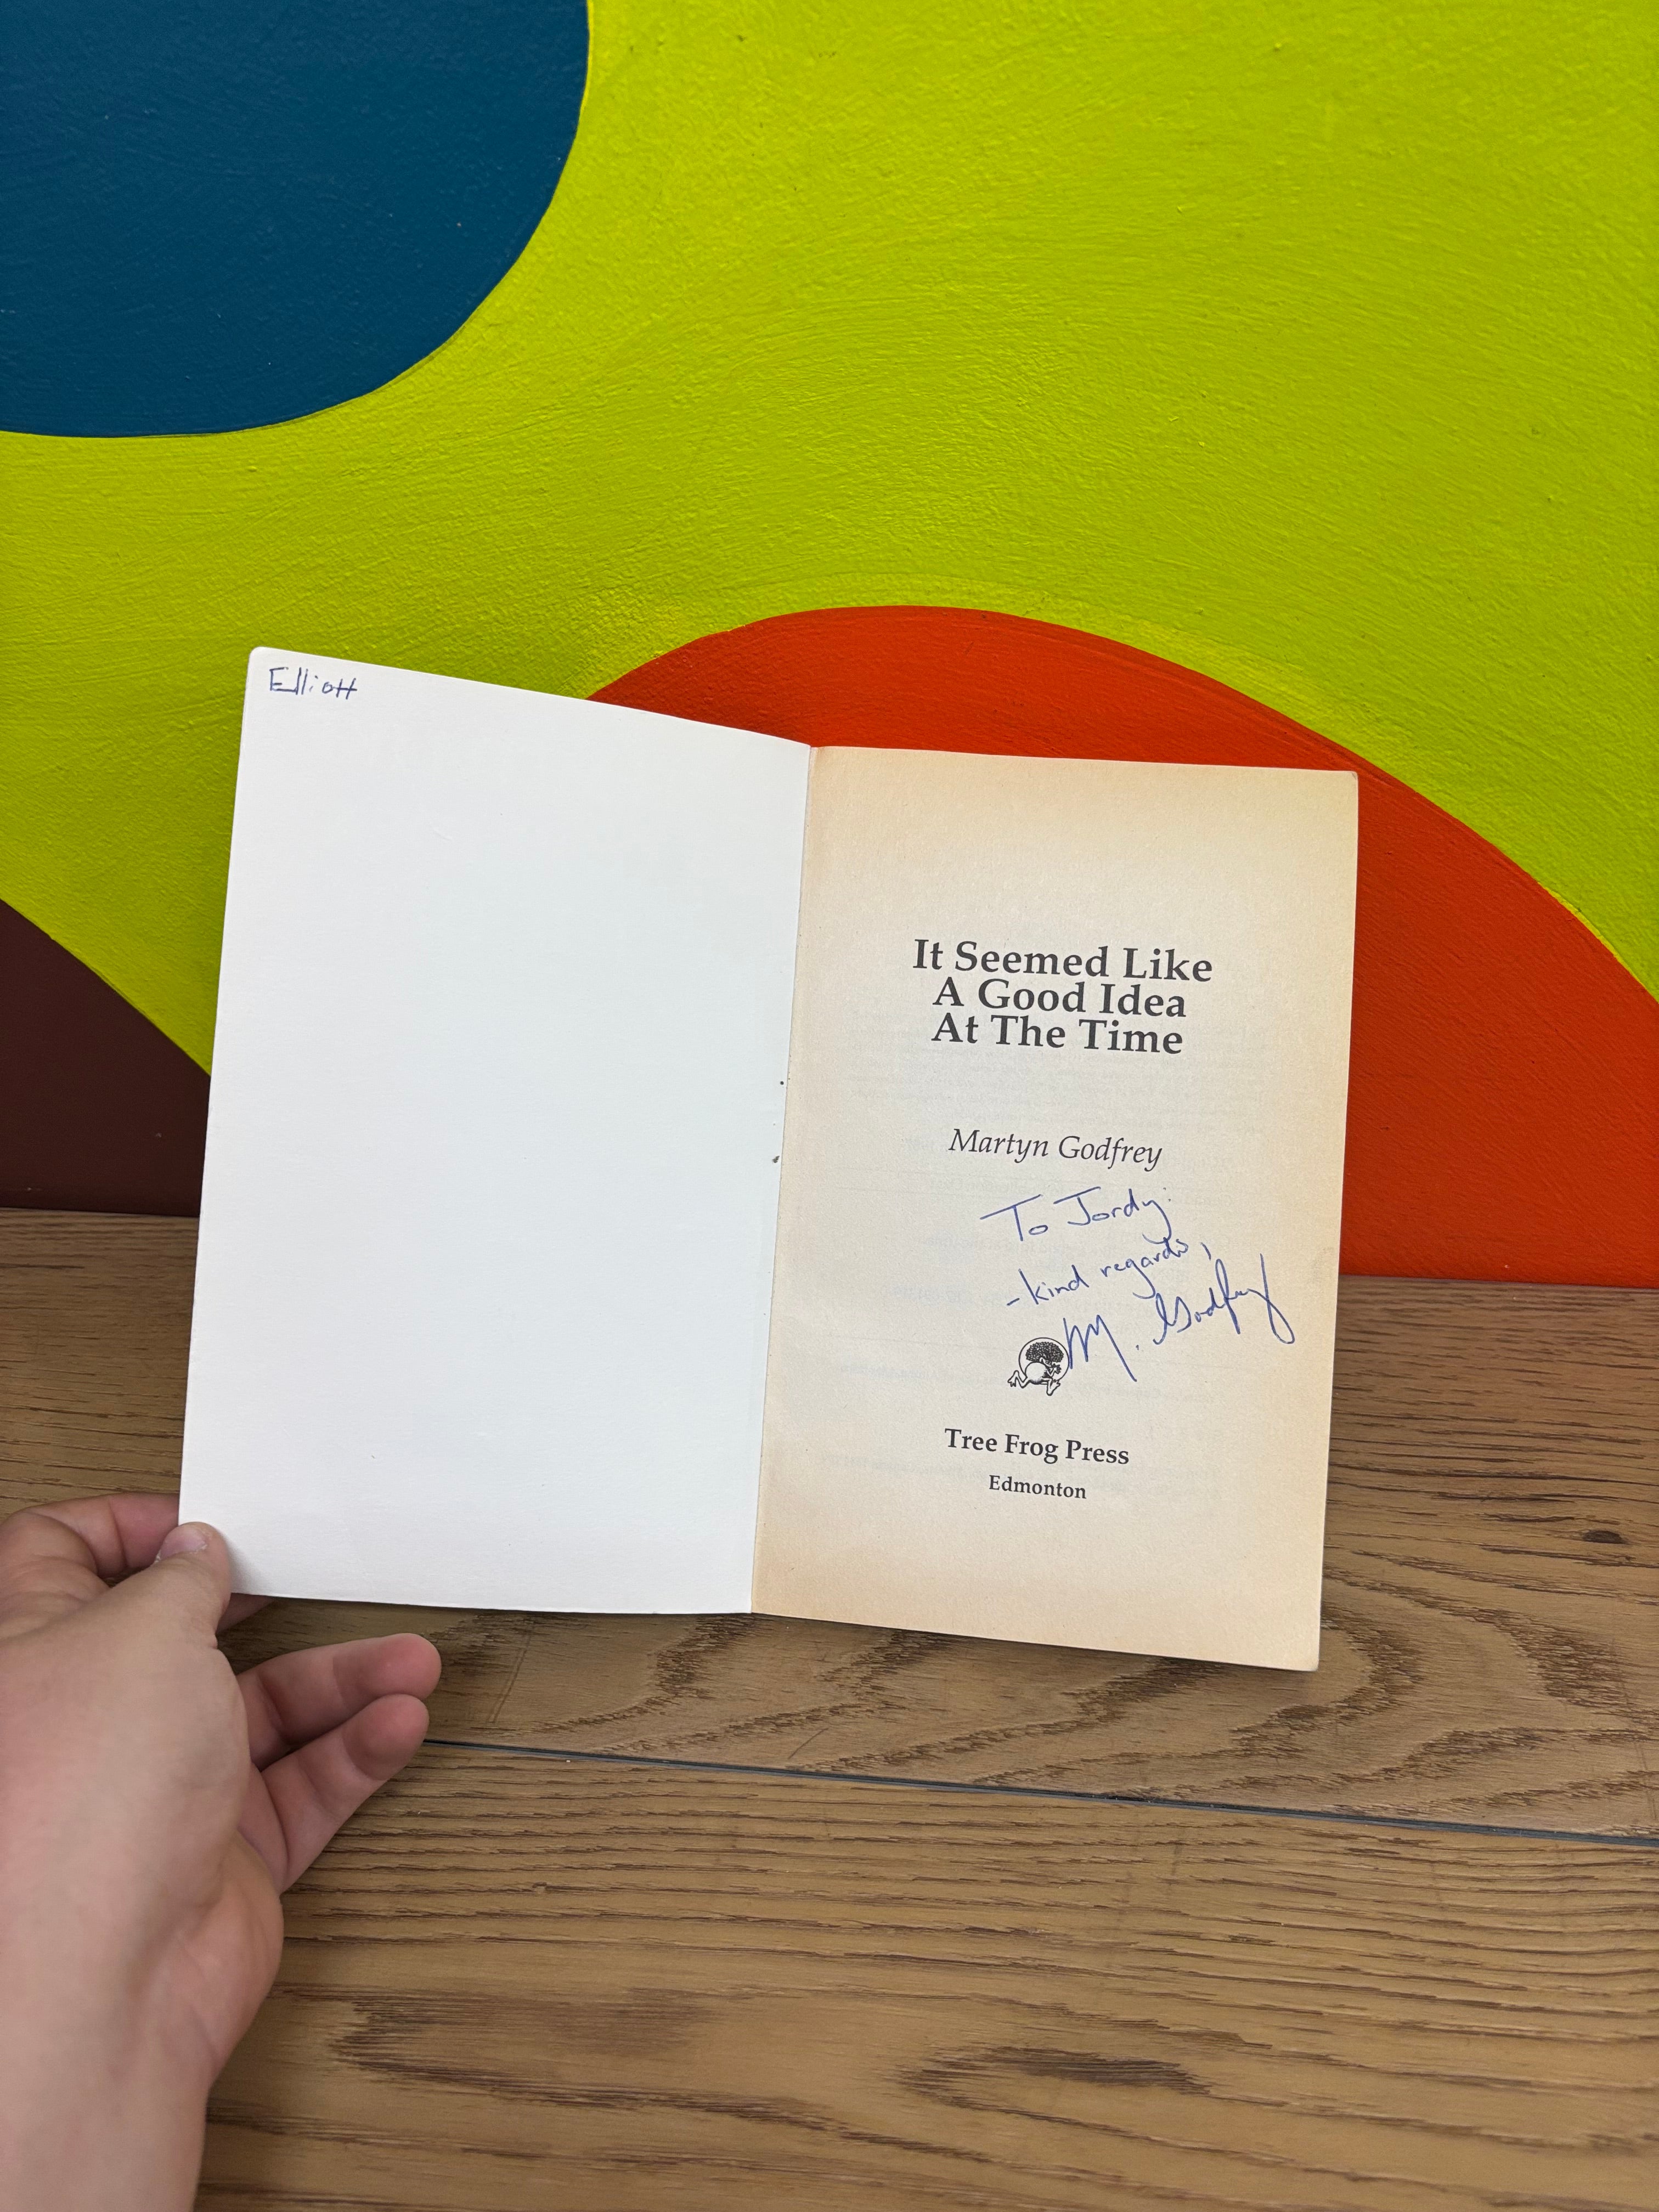 Elliott
It Seemed Like
A Good Idea
At The Time
Martyn Godfrey
To Jordy:
- kind regards,
M. Godfrey
Tree Frog Press
Edmonton